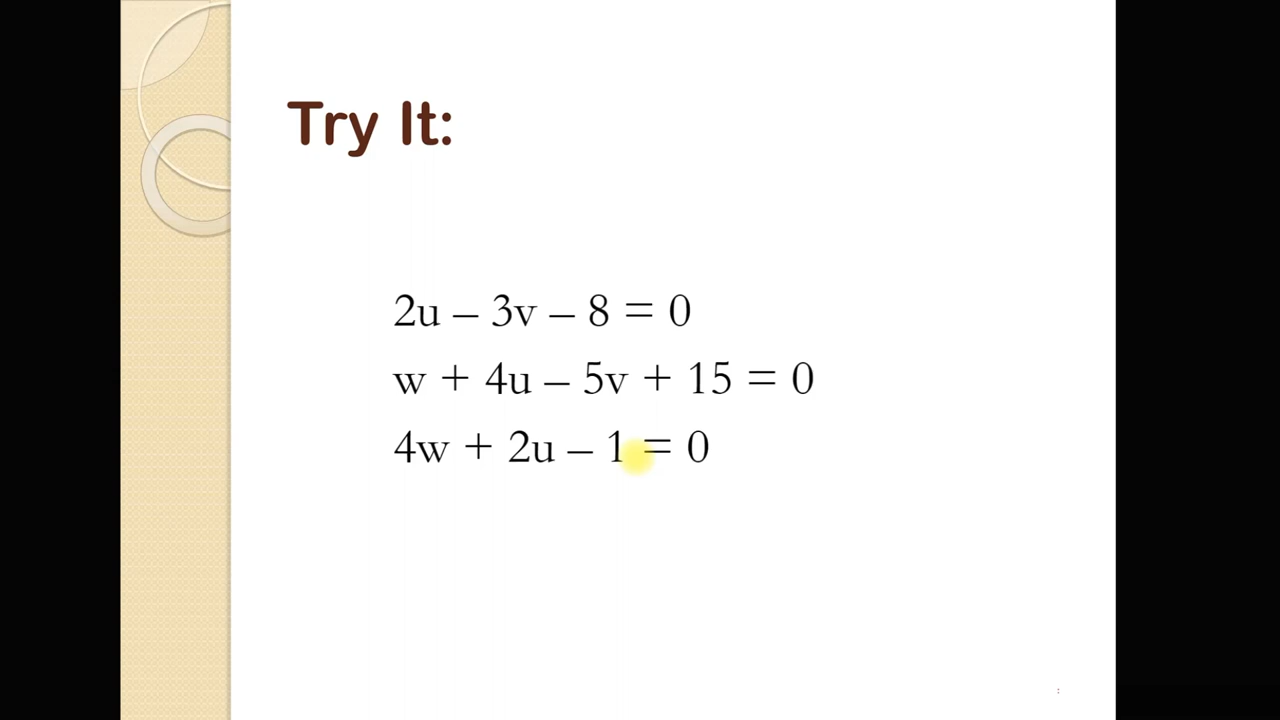 Try It:
2u – 3v – 8 = 0
w + 4u – 5v + 15 = 0
4w + 2u – 1 = 0